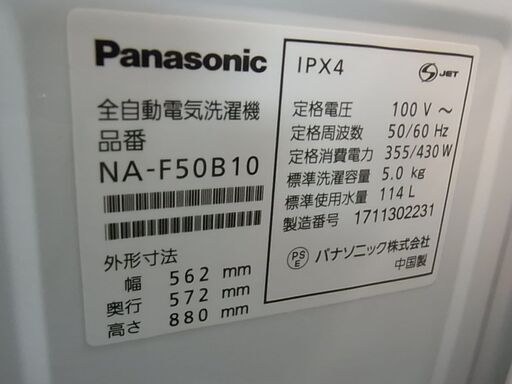 Panasonic
全自動電気洗濯機
品番
NA-F50B10
外形寸法
幅 562 mm
奥行 572 mm
高さ 880 mm
IPX4
S JET
定格電圧 100 V ～
定格周波数 50/60 Hz
定格消費電力 355/430 W
標準洗濯容量 5.0 kg
標準使用水量 114 L
製造番号 1711302231
PS E パナソニック株式会社
中国製